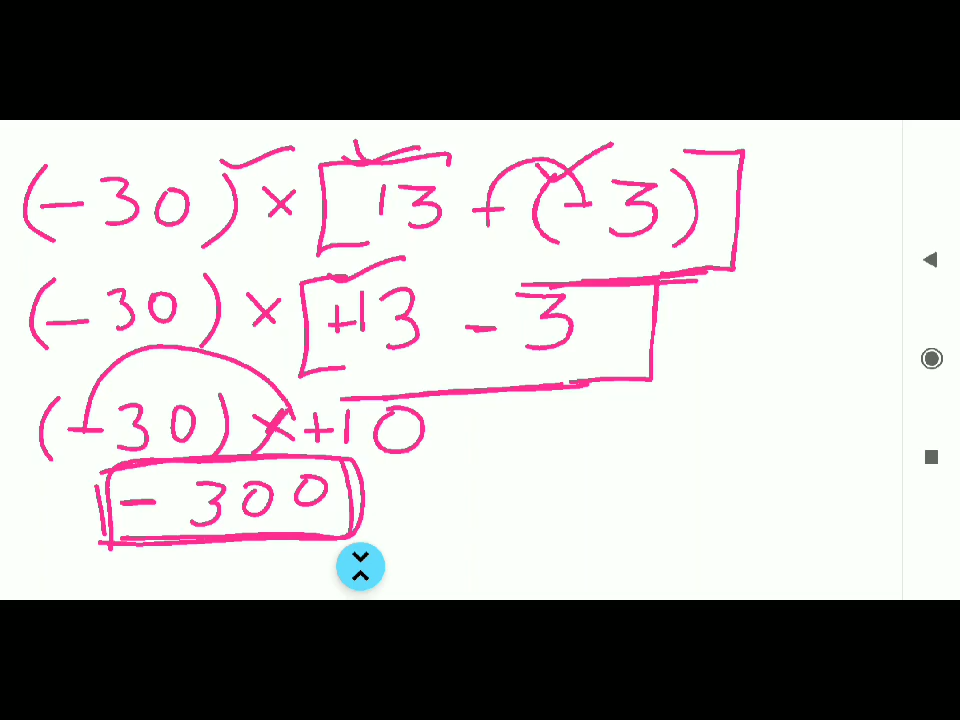 (-30) × [13 + (-3)]
(-30) × [+13 - 3]
(-30) × +10
- 300